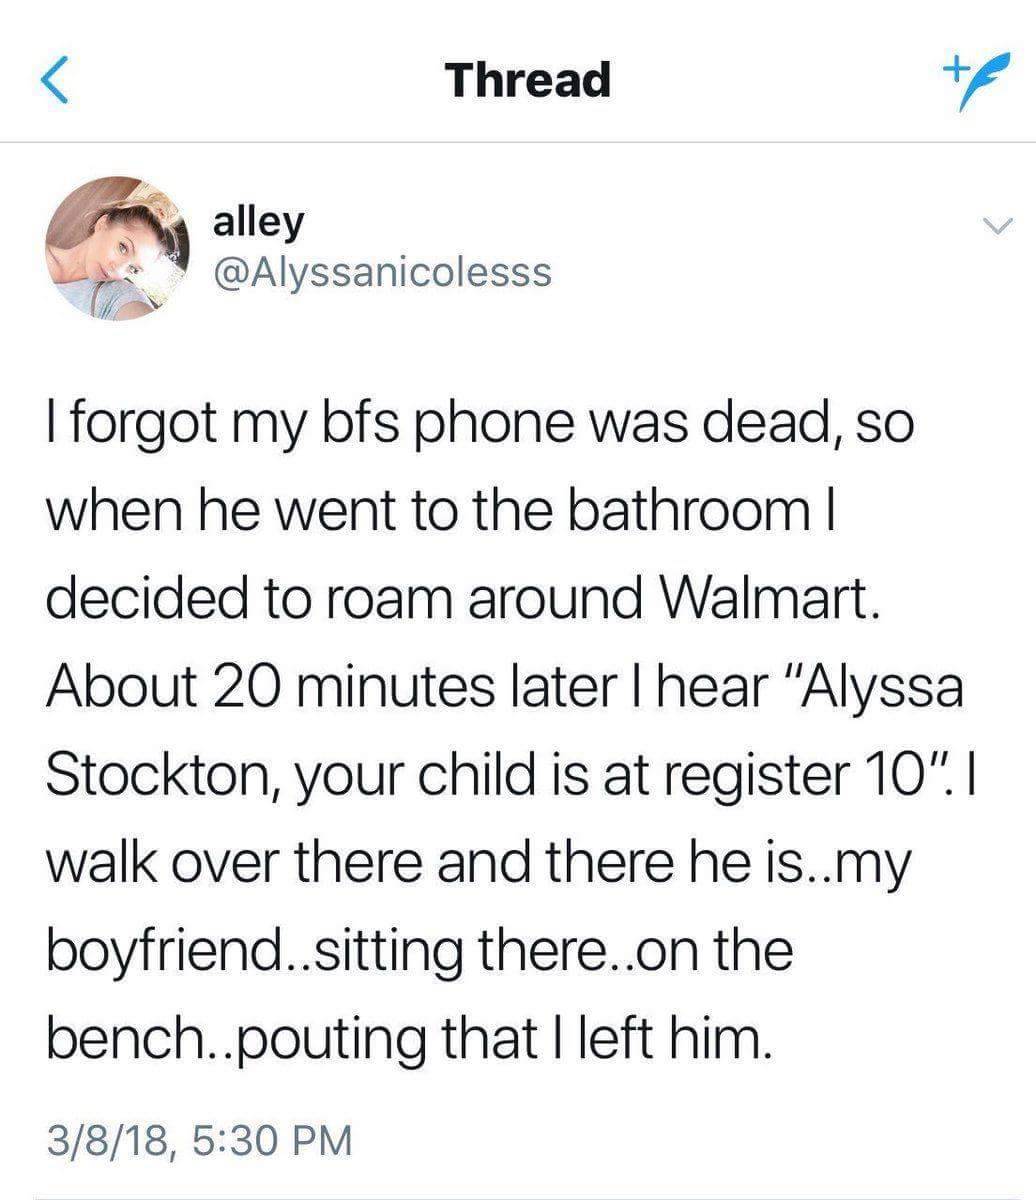 Thread
alley
@Alyssanicolesss
I forgot my bfs phone was dead, so
when he went to the bathroom I
decided to roam around Walmart.
About 20 minutes later I hear "Alyssa
Stockton, your child is at register 10". I
walk over there and there he is..my
boyfriend..sitting there..on the
bench..pouting that I left him.
3/8/18, 5:30 PM